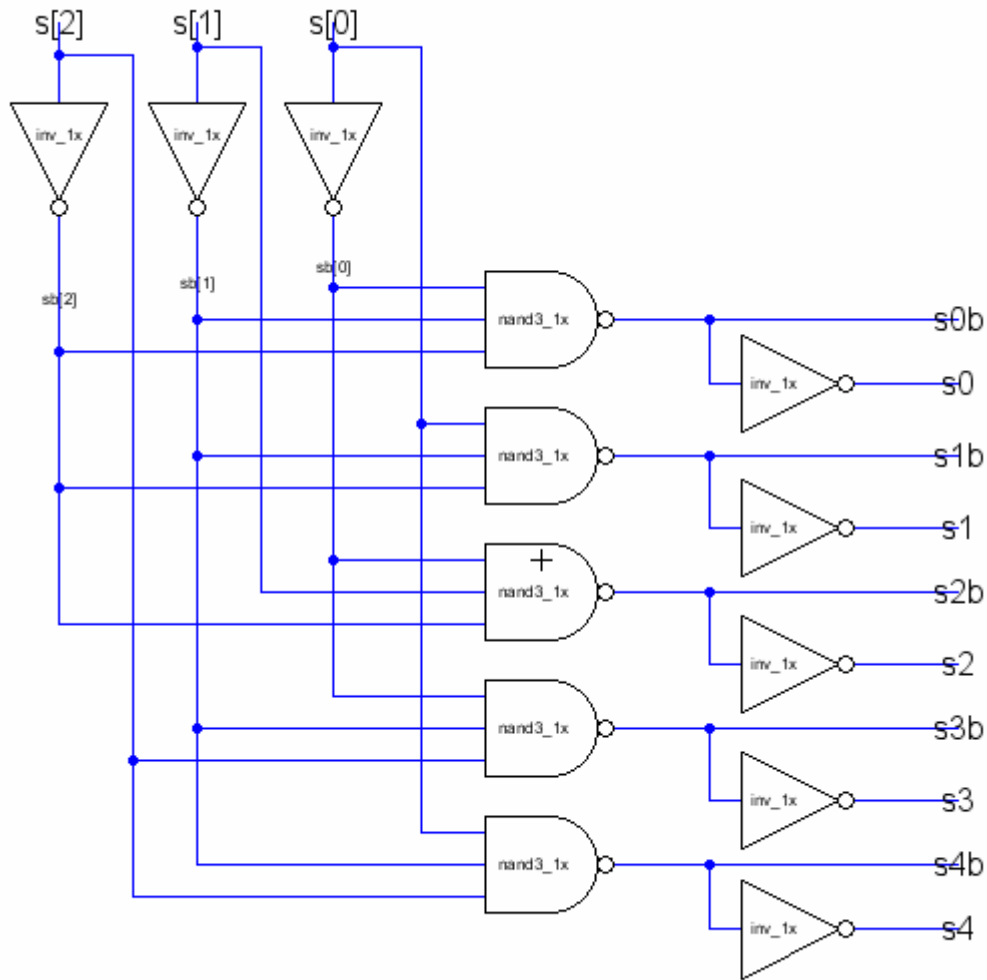 s[2] s[1] s[0]
inv_1x inv_1x inv_1x
sb[0]
sb[1]
sb[2]
nand3_1x s0b
inv_1x s0
nand3_1x s1b
inv_1x s1
nand3_1x s2b
inv_1x s2
nand3_1x s3b
inv_1x s3
nand3_1x s4b
inv_1x s4